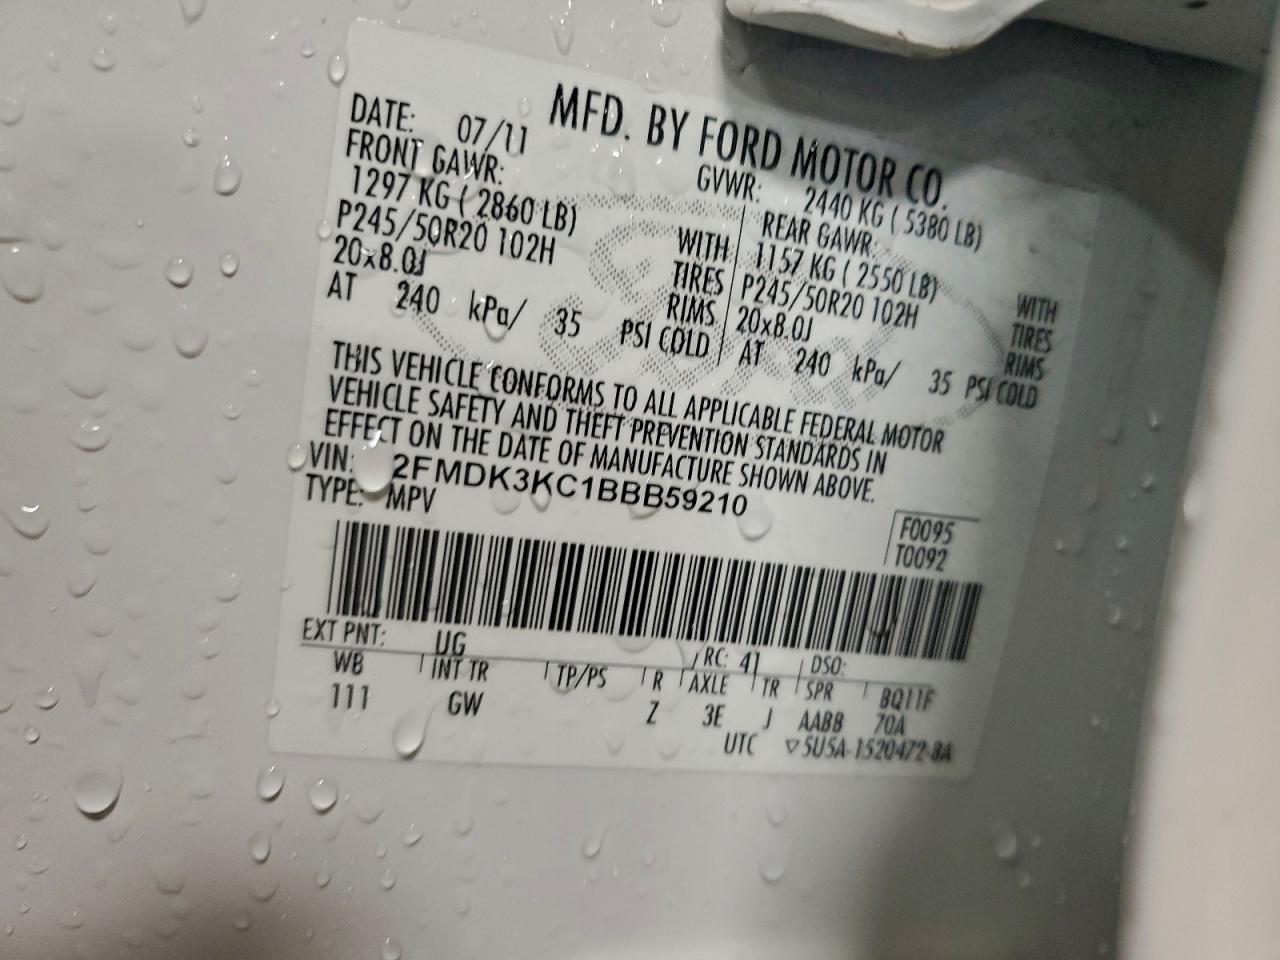 MFD. BY FORD MOTOR CO.
DATE: 07/11 GVWR: 2440 KG ( 5380 LB)
FRONT GAWR: REAR GAWR:
1297 KG ( 2860 LB) WITH 1157 KG ( 2550 LB) WITH
P245/50R20 102H TIRES P245/50R20 102H TIRES
20x8.0J RIMS 20x8.0J RIMS
AT 240 kPa/ 35 PSI COLD AT 240 kPa/ 35 PSI COLD
THIS VEHICLE CONFORMS TO ALL APPLICABLE FEDERAL MOTOR
VEHICLE SAFETY AND THEFT PREVENTION STANDARDS IN
EFFECT ON THE DATE OF MANUFACTURE SHOWN ABOVE.
VIN: 2FMDK3KC1BBB59210
TYPE: MPV
F0095
T0092
EXT PNT: UG RC: 41 DSO:
WB INT TR TP/PS R AXLE TR SPR BQ11F
111 GW Z 3E J AABB 70A
UTC ▽5U5A-1520472-BA